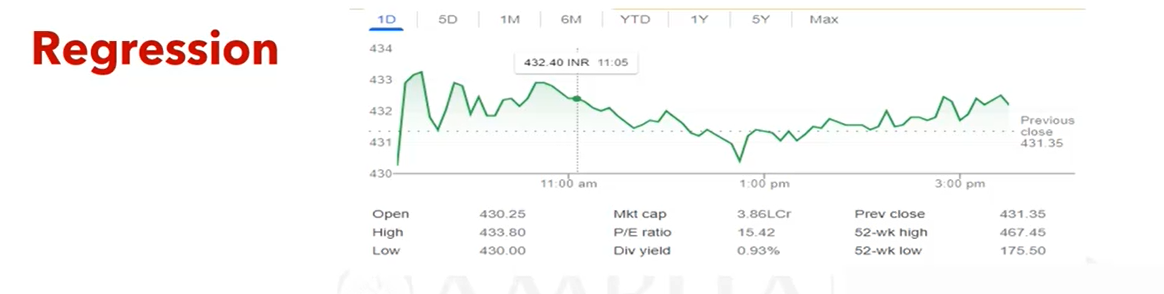 Regression
1D 5D 1M 6M YTD 1Y 5Y Max
434
432.40 INR 11:05
433
432
Previous
close
431.35
431
430
11:00 am 1:00 pm 3:00 pm
Open 430.25 Mkt cap 3.86LCr Prev close 431.35
High 433.80 P/E ratio 15.42 52-wk high 467.45
Low 430.00 Div yield 0.93% 52-wk low 175.50